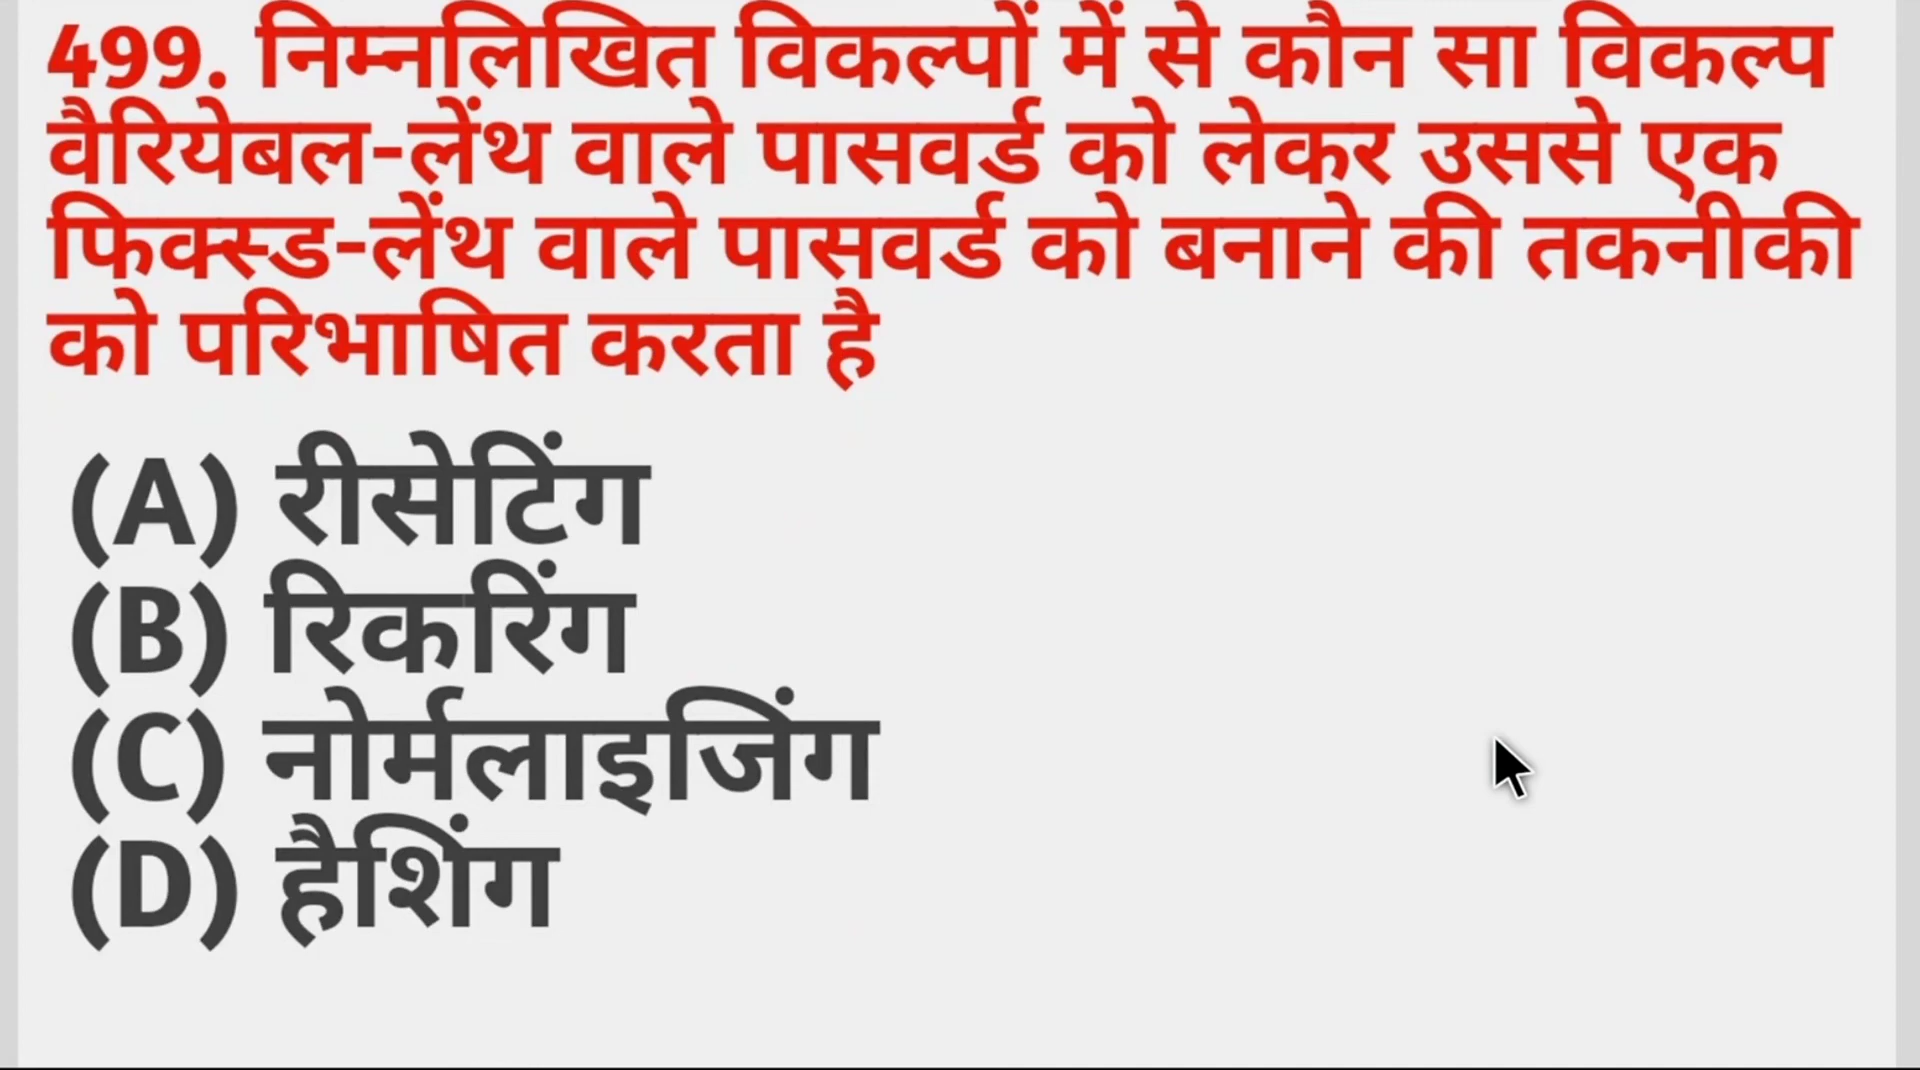 499. निम्नलिखित विकल्पों में से कौन सा विकल्प
वैरियेबल-लेंथ वाले पासवर्ड को लेकर उससे एक
फिक्स्ड-लेंथ वाले पासवर्ड को बनाने की तकनीकी
को परिभाषित करता है
(A) रीसेटिंग
(B) रिकरिंग
(C) नोर्मलाइजिंग
(D) हैशिंग